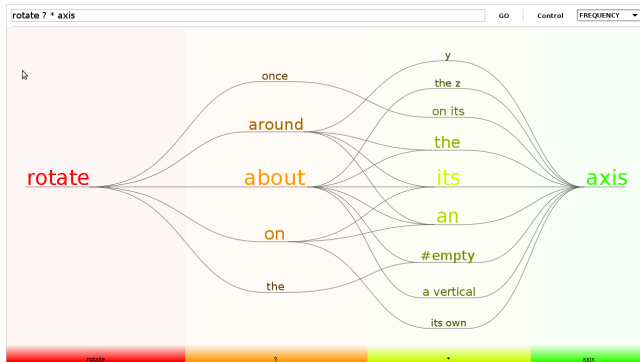 rotate ? * axis
GO
Control
FREQUENCY
rotate
once
around
about
on
the
y
the z
on its
the
its
an
#empty
a vertical
its own
axis
rotate
?
*
axis